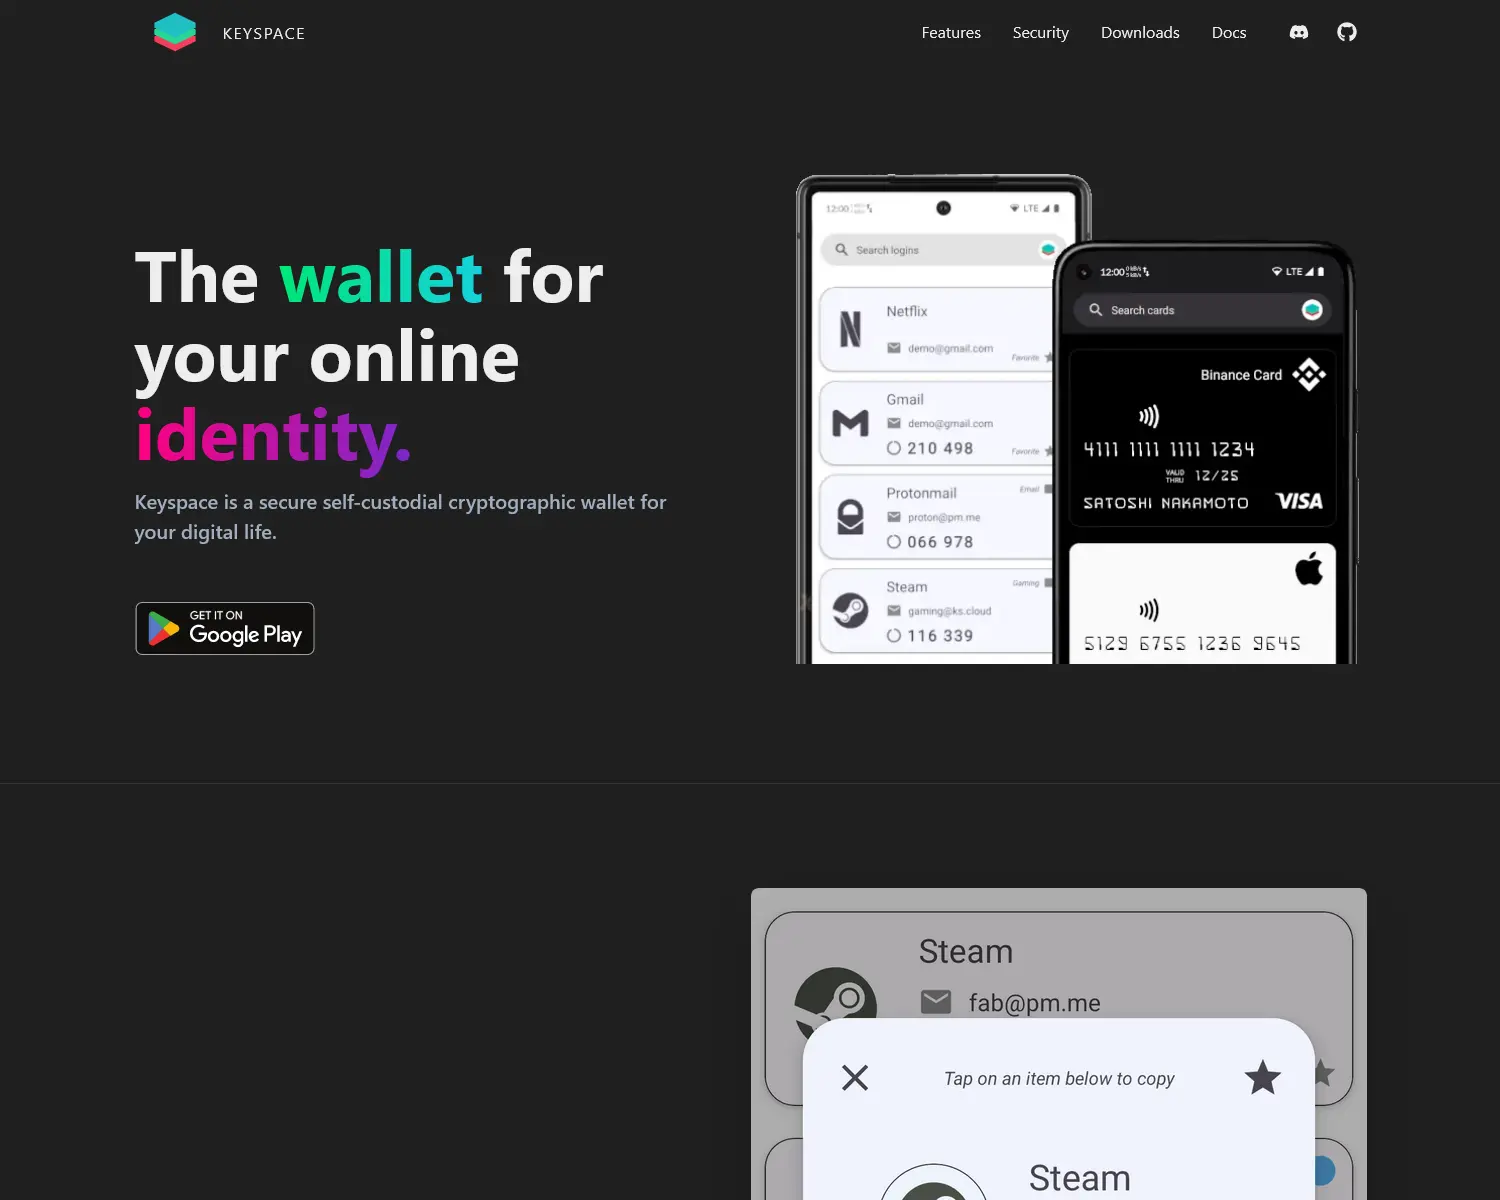 KEYSPACE
Features
Security
Downloads
Docs
The wallet for
your online
identity.
Keyspace is a secure self-custodial cryptographic wallet for
your digital life.
GET IT ON
Google Play
12:00
LTE
Search logins
Netflix
demo@gmail.com
Favorite
Gmail
demo@gmail.com
210 498
Favorite
Protonmail
Email
proton@pm.me
066 978
Steam
Gaming
gaming@ks.cloud
116 339
12:00
LTE
Search cards
Binance Card
4111 1111 1111 1234
VALID
THRU
12/25
SATOSHI NAKAMOTO
VISA
5129 6755 1236 9645
Steam
fab@pm.me
Tap on an item below to copy
Steam